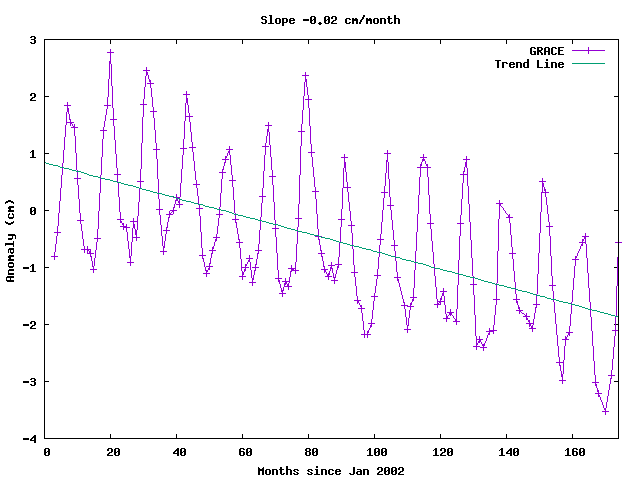 Slope -0.02 cm/month
GRACE
Trend Line
3
2
1
0
-1
-2
-3
-4
Anomaly (cm)
0 20 40 60 80 100 120 140 160
Months since Jan 2002